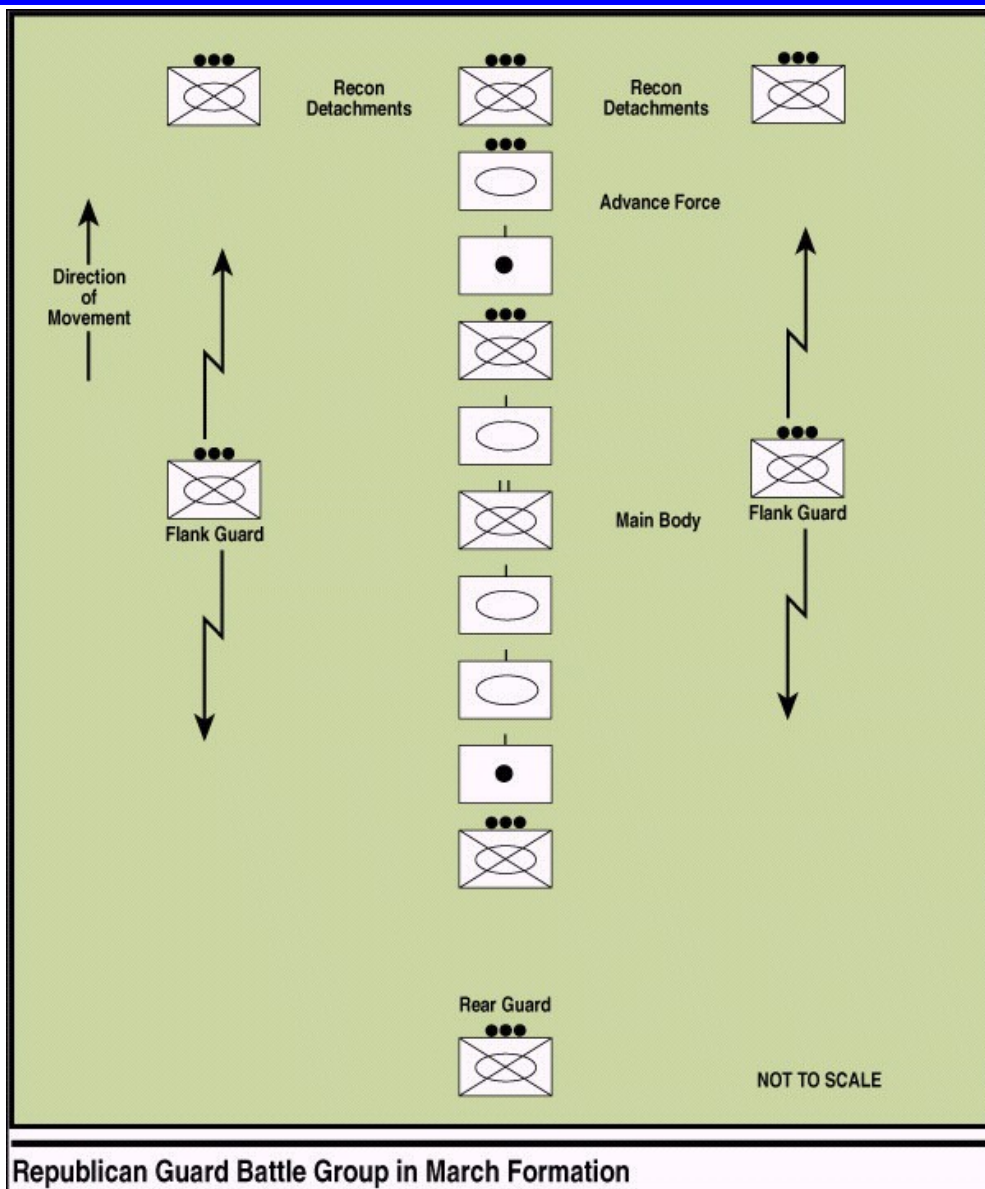 Recon
Detachments
Recon
Detachments
Advance Force
Direction
of
Movement
Main Body
Flank Guard
Flank Guard
Rear Guard
NOT TO SCALE
Republican Guard Battle Group in March Formation